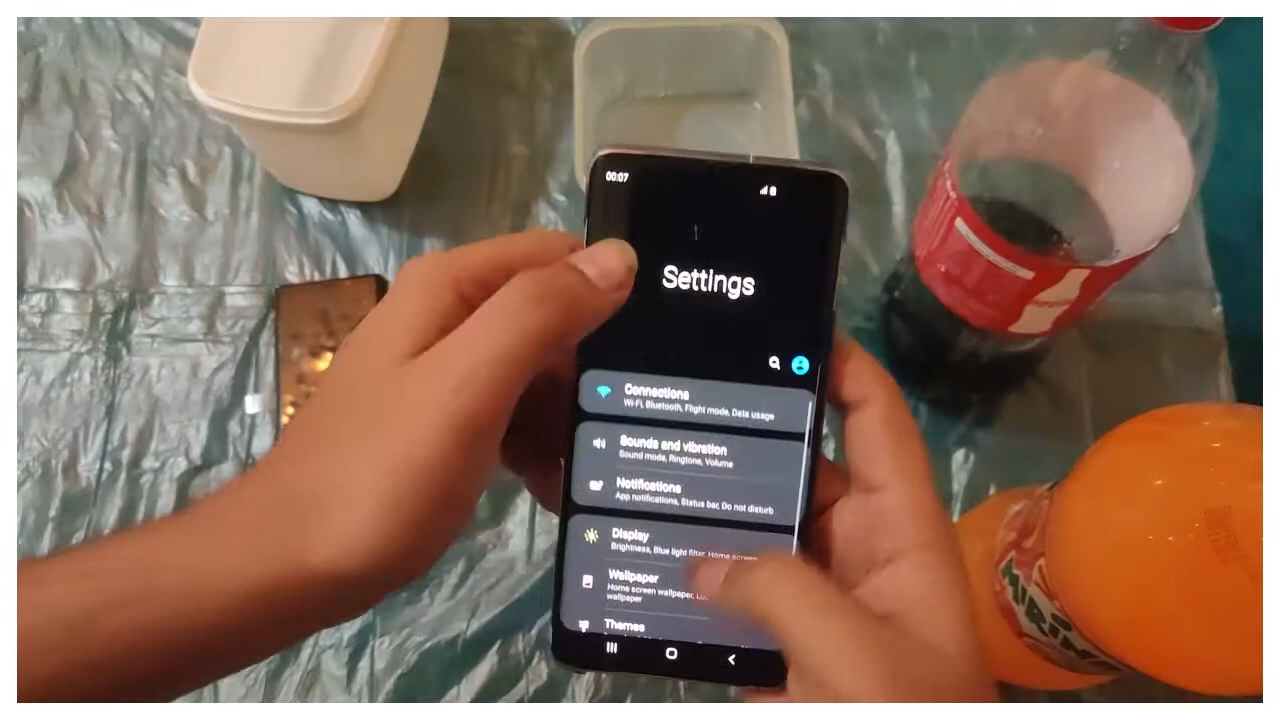 00:07
Settings
Connections
Wi-Fi, Bluetooth, Flight mode, Data usage
Sounds and vibration
Sound mode, Ringtone, Volume
Notifications
App notifications, Status bar, Do not disturb
Display
Brightness, Blue light filter, Home screen
Wallpaper
Home screen wallpaper,
wallpaper
Themes